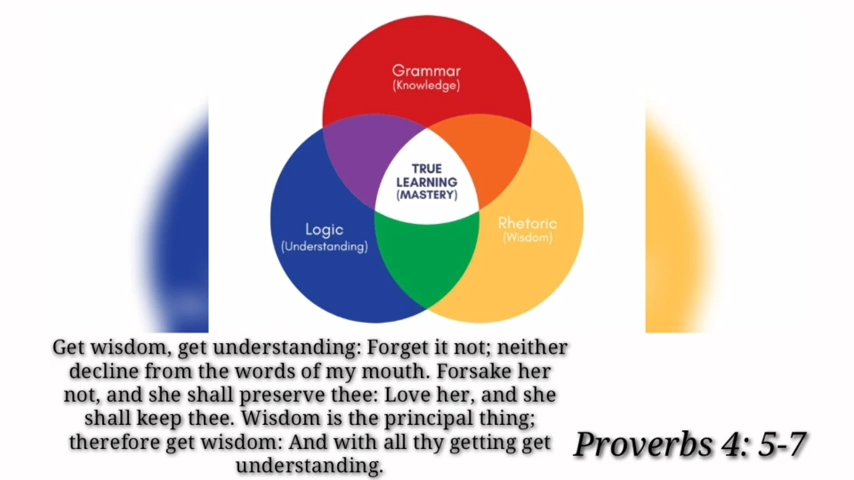 Grammar
(Knowledge)
TRUE
LEARNING
(MASTERY)
Logic
(Understanding)
Rhetoric
(Wisdom)
Get wisdom, get understanding: Forget it not; neither
decline from the words of my mouth. Forsake her
not, and she shall preserve thee: Love her, and she
shall keep thee. Wisdom is the principal thing;
therefore get wisdom: And with all thy getting get
understanding.
Proverbs 4: 5-7